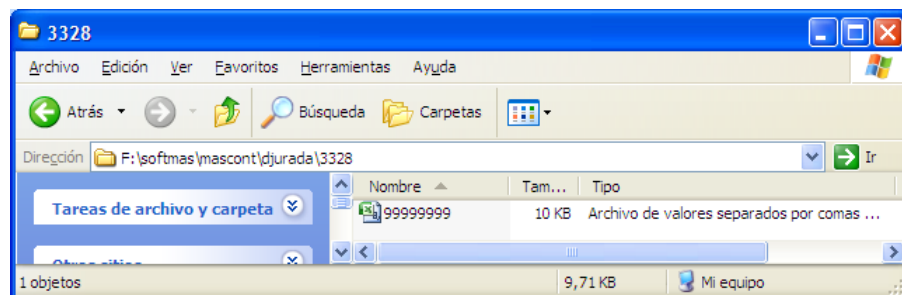 3328
Archivo Edición Ver Favoritos Herramientas Ayuda
Atrás Búsqueda Carpetas
Dirección F:\softmas\mascont\djurada\3328 Ir
Tareas de archivo y carpeta
Nombre Tam... Tipo
99999999 10 KB Archivo de valores separados por comas ...
1 objetos 9,71 KB Mi equipo